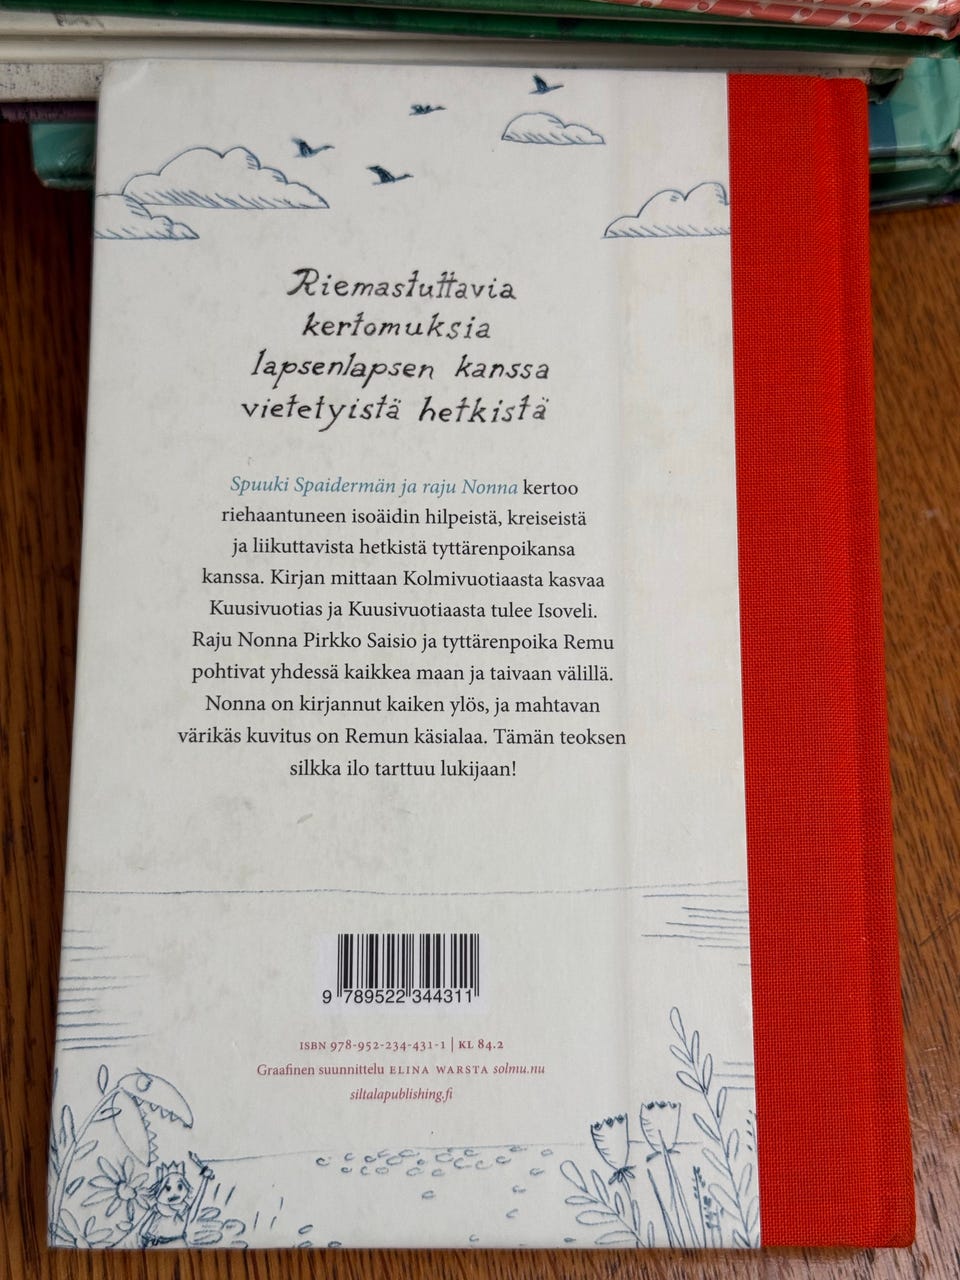 Riemastuttavia
kertomuksia
lapsenlapsen kanssa
vietetyistä hetkistä
Spuuki Spaidermän ja raju Nonna kertoo
riehaantuneen isoäidin hilpeistä, kreiseistä
ja liikuttavista hetkistä tyttärenpoikansa
kanssa. Kirjan mittaan Kolmivuotiaasta kasvaa
Kuusivuotias ja Kuusivuotiaasta tulee Isoveli.
Raju Nonna Pirkko Saisio ja tyttärenpoika Remu
pohtivat yhdessä kaikkea maan ja taivaan välillä.
Nonna on kirjannut kaiken ylös, ja mahtavan
värikäs kuvitus on Remun käsialaa. Tämän teoksen
silkka ilo tarttuu lukijaan!
9 789522 344311
ISBN 978-952-234-431-1 | KL 84.2
Graafinen suunnittelu ELINA WARSTA solmu.nu
siltalapublishing.fi